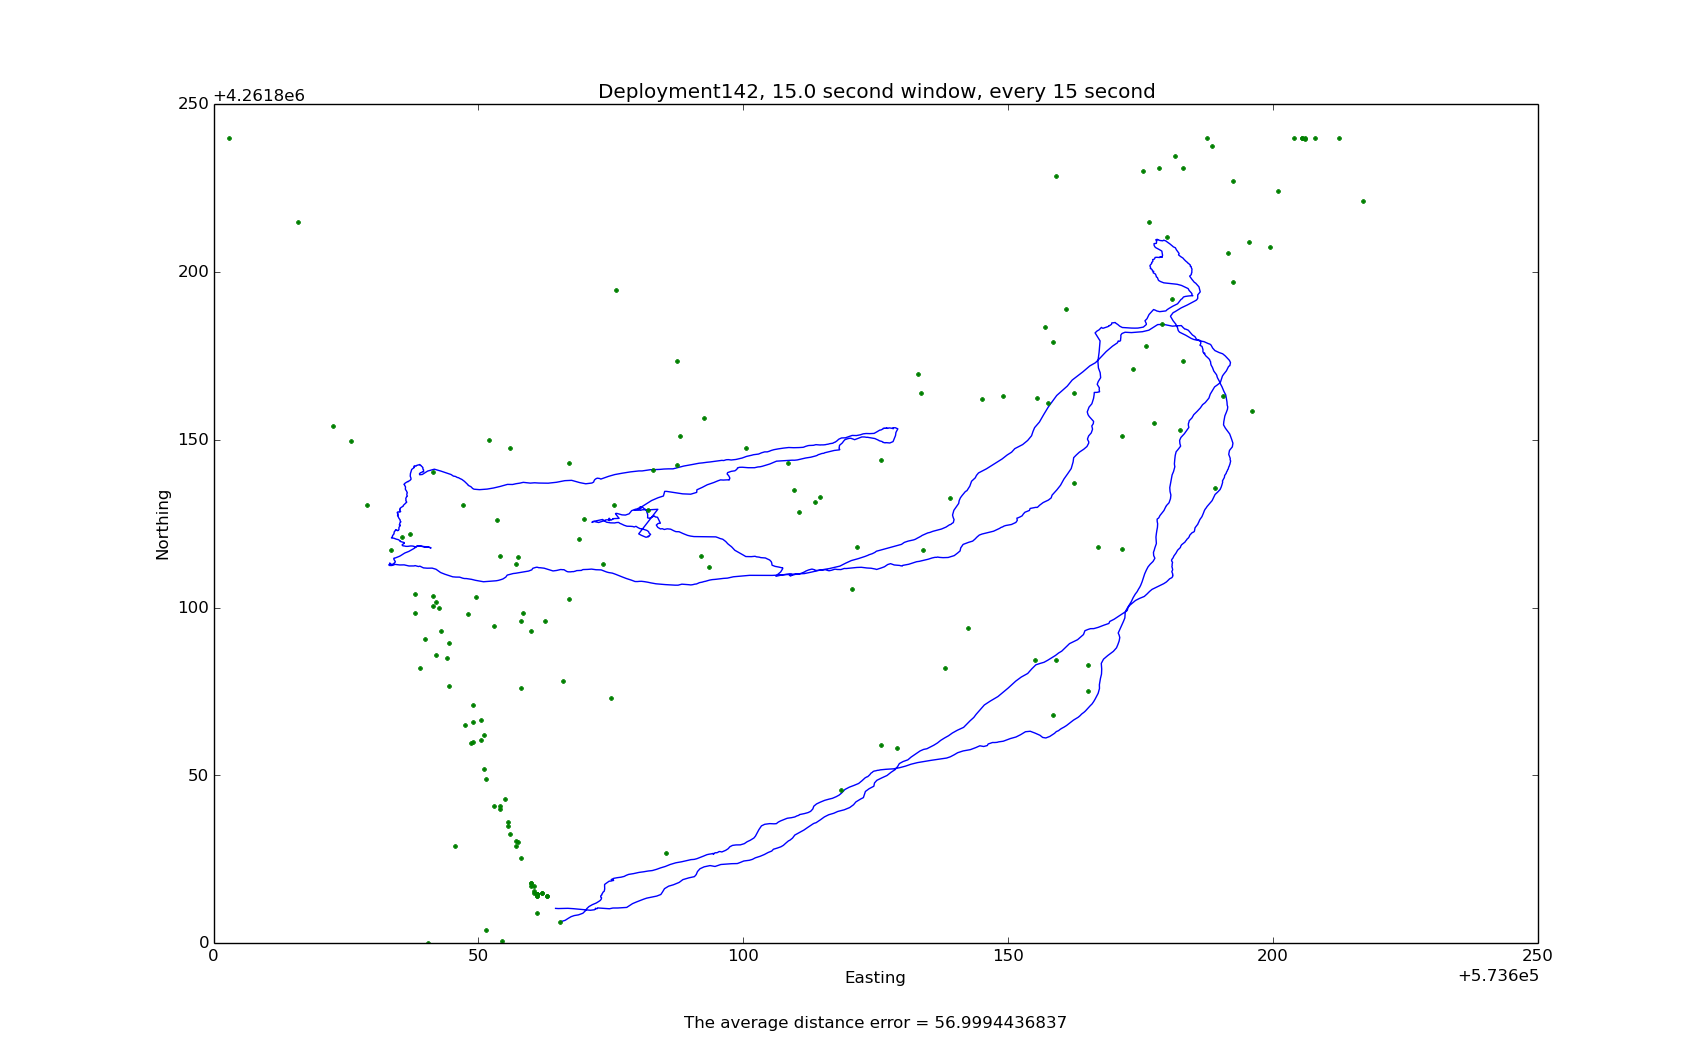 Deployment142, 15.0 second window, every 15 second
+4.2618e6
250
200
150
100
50
0
Northing
0 50 100 150 200 250
Easting
+5.736e5
The average distance error = 56.9994436837